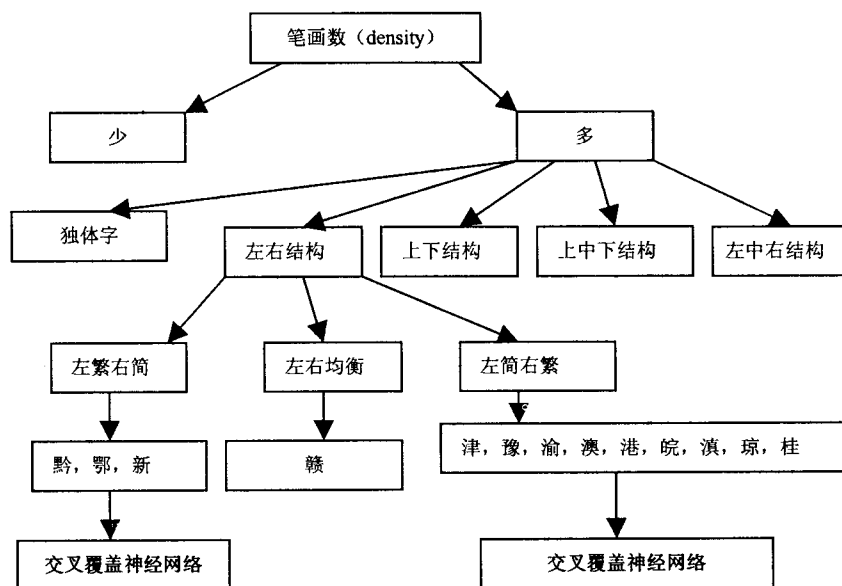 笔画数（density）
少
多
独体字
左右结构
上下结构
上中下结构
左中右结构
左繁右简
左右均衡
左简右繁
黔，鄂，新
赣
津，豫，渝，澳，港，皖，滇，琼，桂
交叉覆盖神经网络
交叉覆盖神经网络